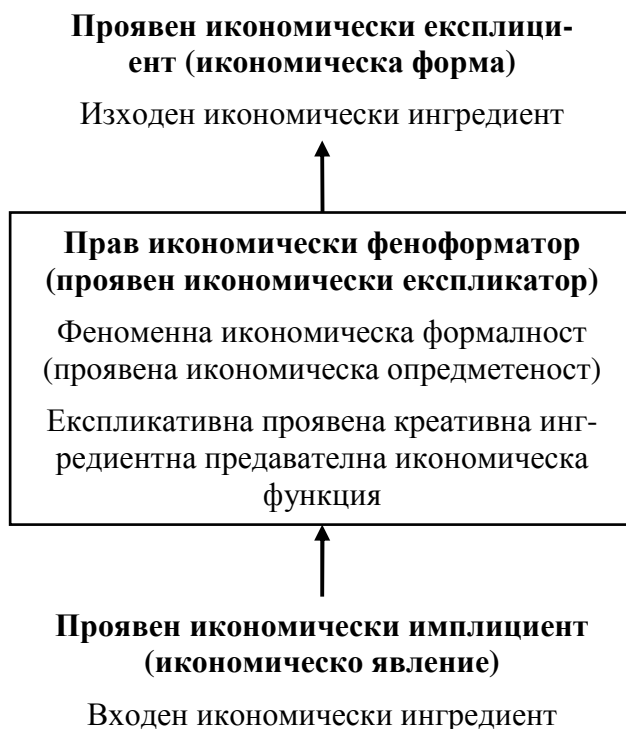 Проявен икономически експлици-
ент (икономическа форма)
Изходен икономически ингредиент
Прав икономически феноформатор
(проявен икономически експликатор)
Феноменна икономическа формалност
(проявена икономическа опредметеност)
Експликативна проявена креативна инг-
редиентна предавателна икономическа
функция
Проявен икономически имплициент
(икономическо явление)
Входен икономически ингредиент